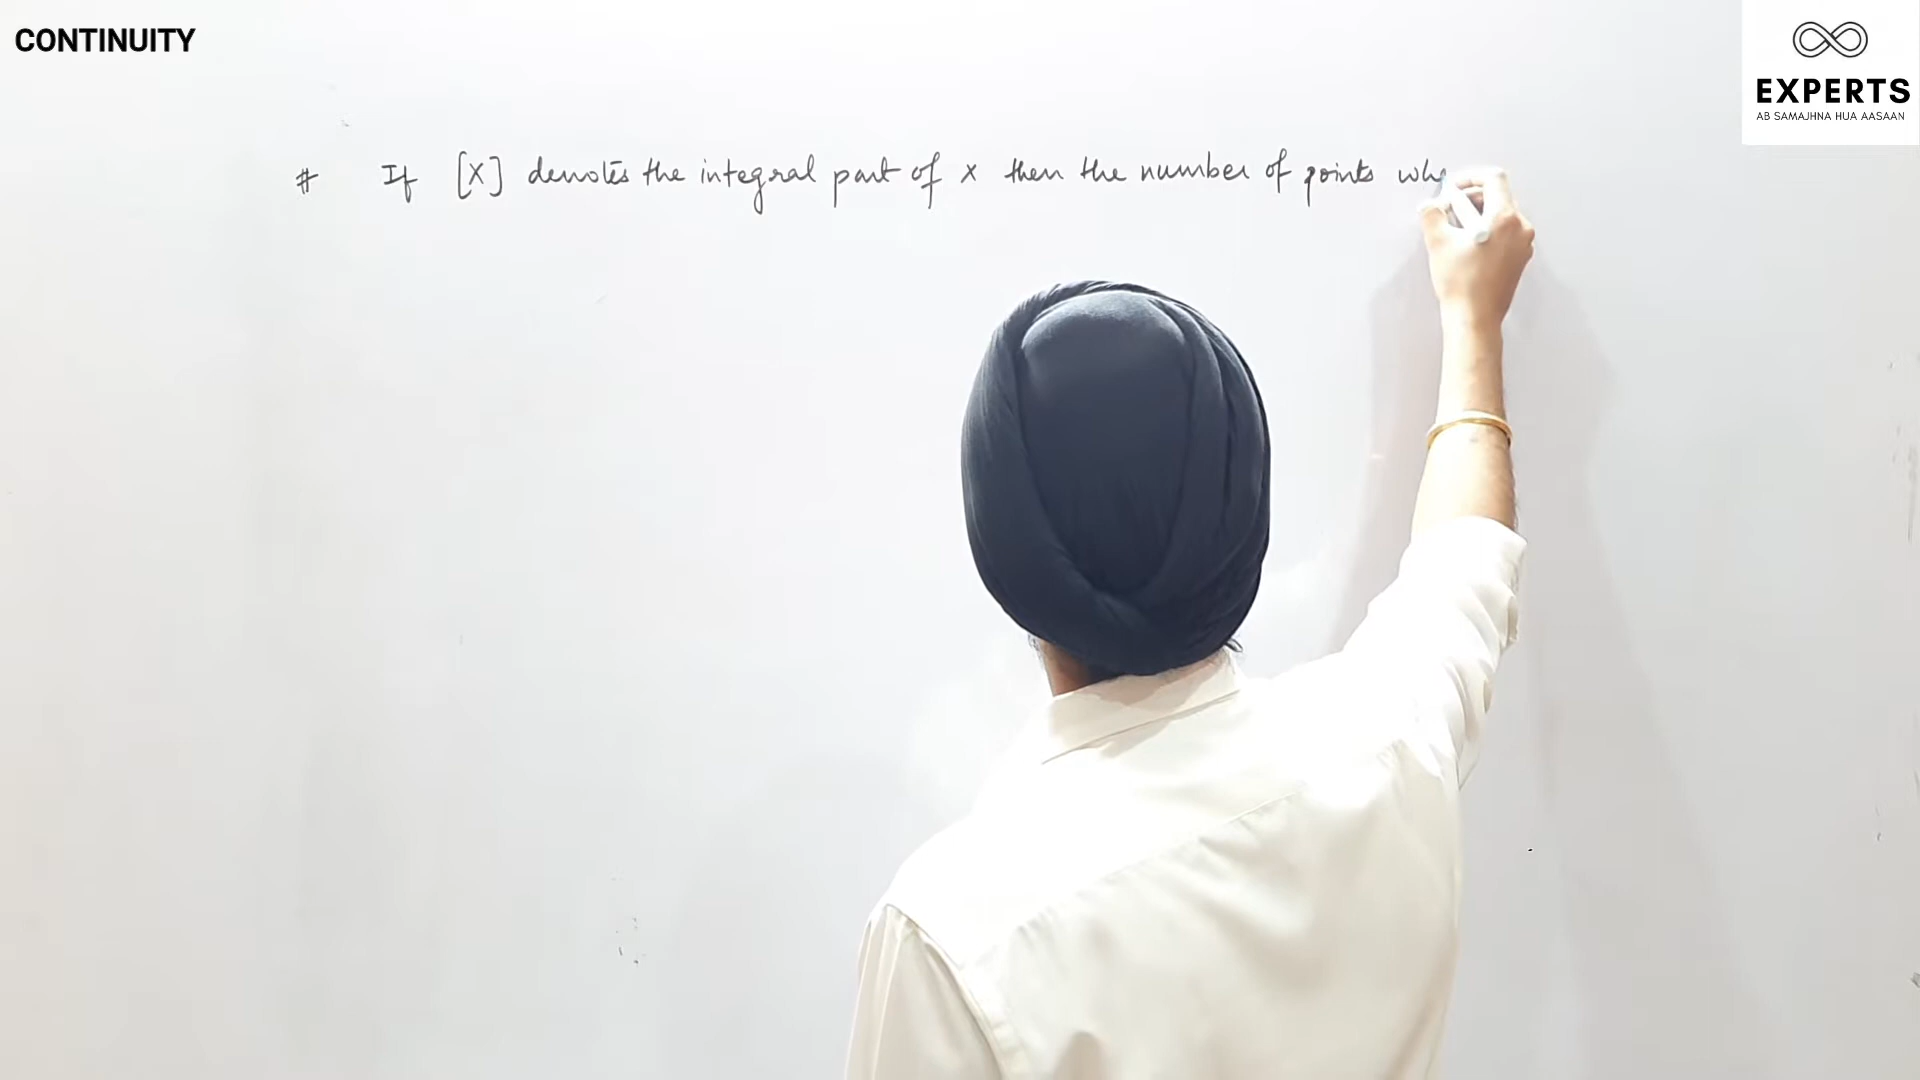 CONTINUITY
EXPERTS
AB SAMAJHNA HUA AASAAN
# If [X] denotes the integral part of x then the number of points